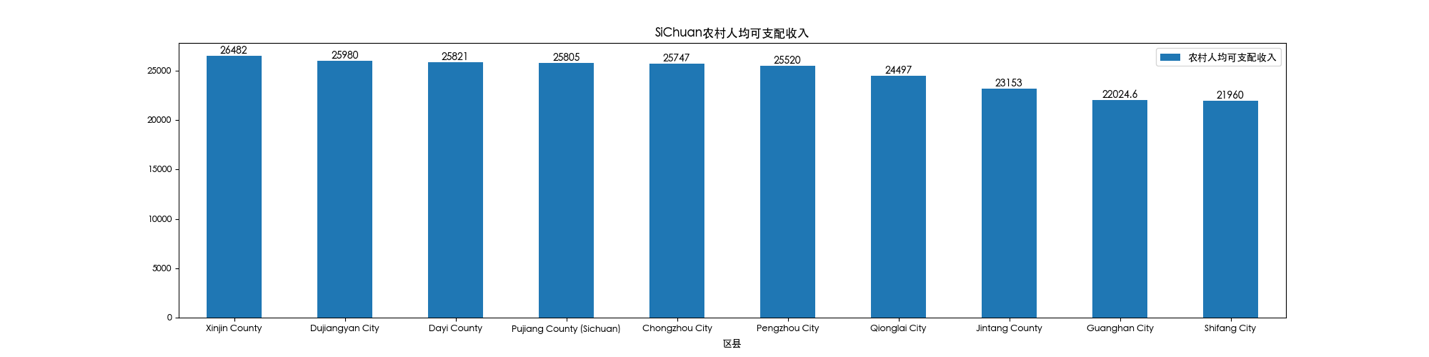 SiChuan农村人均可支配收入
农村人均可支配收入
26482
25980
25821
25805
25747
25520
24497
23153
22024.6
21960
25000
20000
15000
10000
5000
0
Xinjin County
Dujiangyan City
Dayi County
Pujiang County (Sichuan)
Chongzhou City
Pengzhou City
Qionglai City
Jintang County
Guanghan City
Shifang City
区县